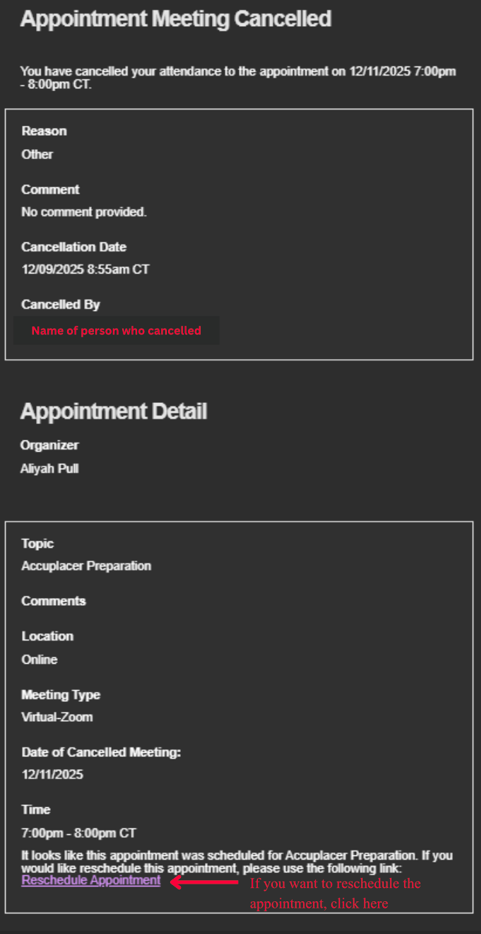 Appointment Meeting Cancelled
You have cancelled your attendance to the appointment on 12/11/2025 7:00pm
- 8:00pm CT.
Reason
Other
Comment
No comment provided.
Cancellation Date
12/09/2025 8:55am CT
Cancelled By
Name of person who cancelled
Appointment Detail
Organizer
Aliyah Pull
Topic
Accuplacer Preparation
Comments
Location
Online
Meeting Type
Virtual-Zoom
Date of Cancelled Meeting:
12/11/2025
Time
7:00pm - 8:00pm CT
It looks like this appointment was scheduled for Accuplacer Preparation. If you
would like reschedule this appointment, please use the following link:
Reschedule Appointment
If you want to reschedule the
appointment, click here